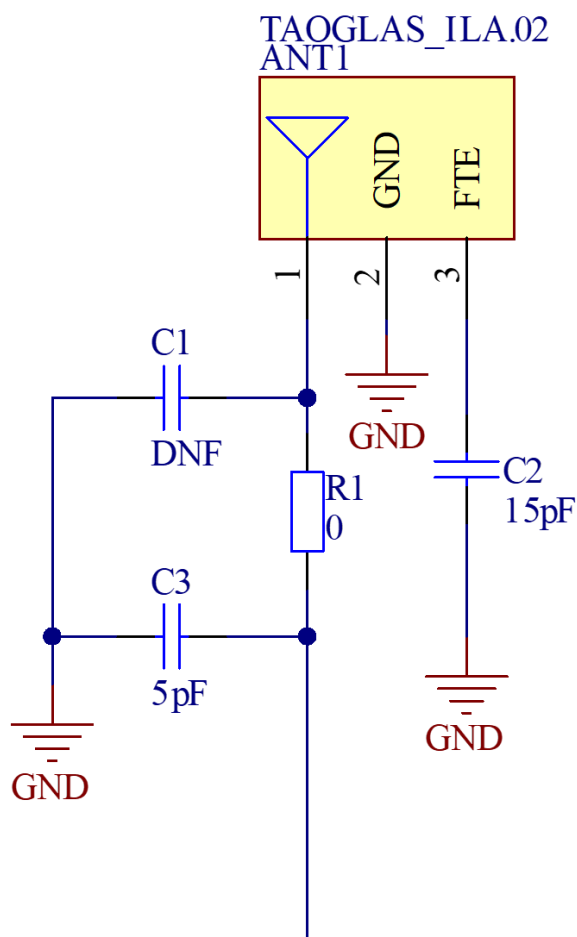 TAOGLAS_ILA.02
ANT1
GND
FTE
1
2
3
C1
DNF
GND
R1
0
C2
15pF
C3
5pF
GND
GND